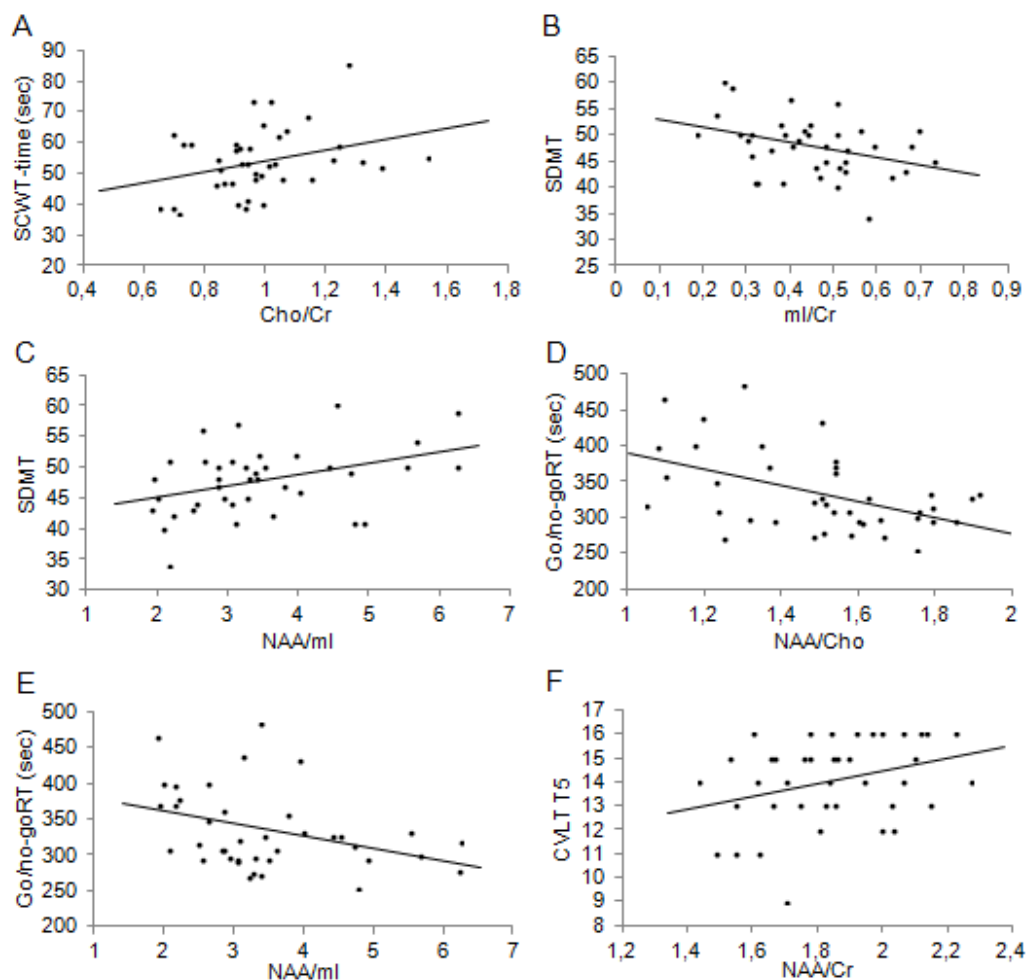 A
SCWT-time (sec)
90
80
70
60
50
40
30
20
0,4 0,6 0,8 1 1,2 1,4 1,6 1,8
Cho/Cr
B
SDMT
65
60
55
50
45
40
35
30
25
0 0,1 0,2 0,3 0,4 0,5 0,6 0,7 0,8 0,9
mI/Cr
C
SDMT
65
60
55
50
45
40
35
30
1 2 3 4 5 6 7
NAA/mI
D
Go/no-goRT (sec)
500
450
400
350
300
250
200
1 1,2 1,4 1,6 1,8 2
NAA/Cho
E
Go/no-goRT (sec)
500
450
400
350
300
250
200
1 2 3 4 5 6 7
NAA/mI
F
CVLT T5
17
16
15
14
13
12
11
10
9
8
1,2 1,4 1,6 1,8 2 2,2 2,4
NAA/Cr